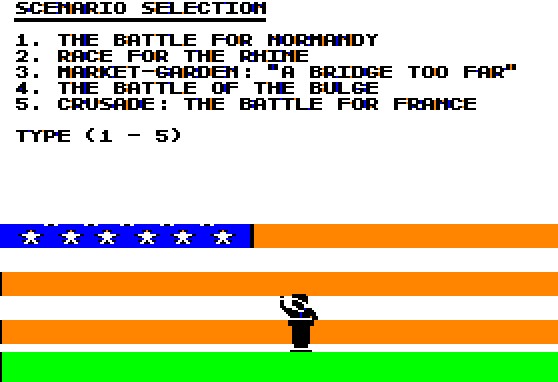 SCENARIO SELECTION
1. THE BATTLE FOR NORMANDY
2. RACE FOR THE RHINE
3. MARKET-GARDEN: "A BRIDGE TOO FAR"
4. THE BATTLE OF THE BULGE
5. CRUSADE: THE BATTLE FOR FRANCE
TYPE (1 - 5)